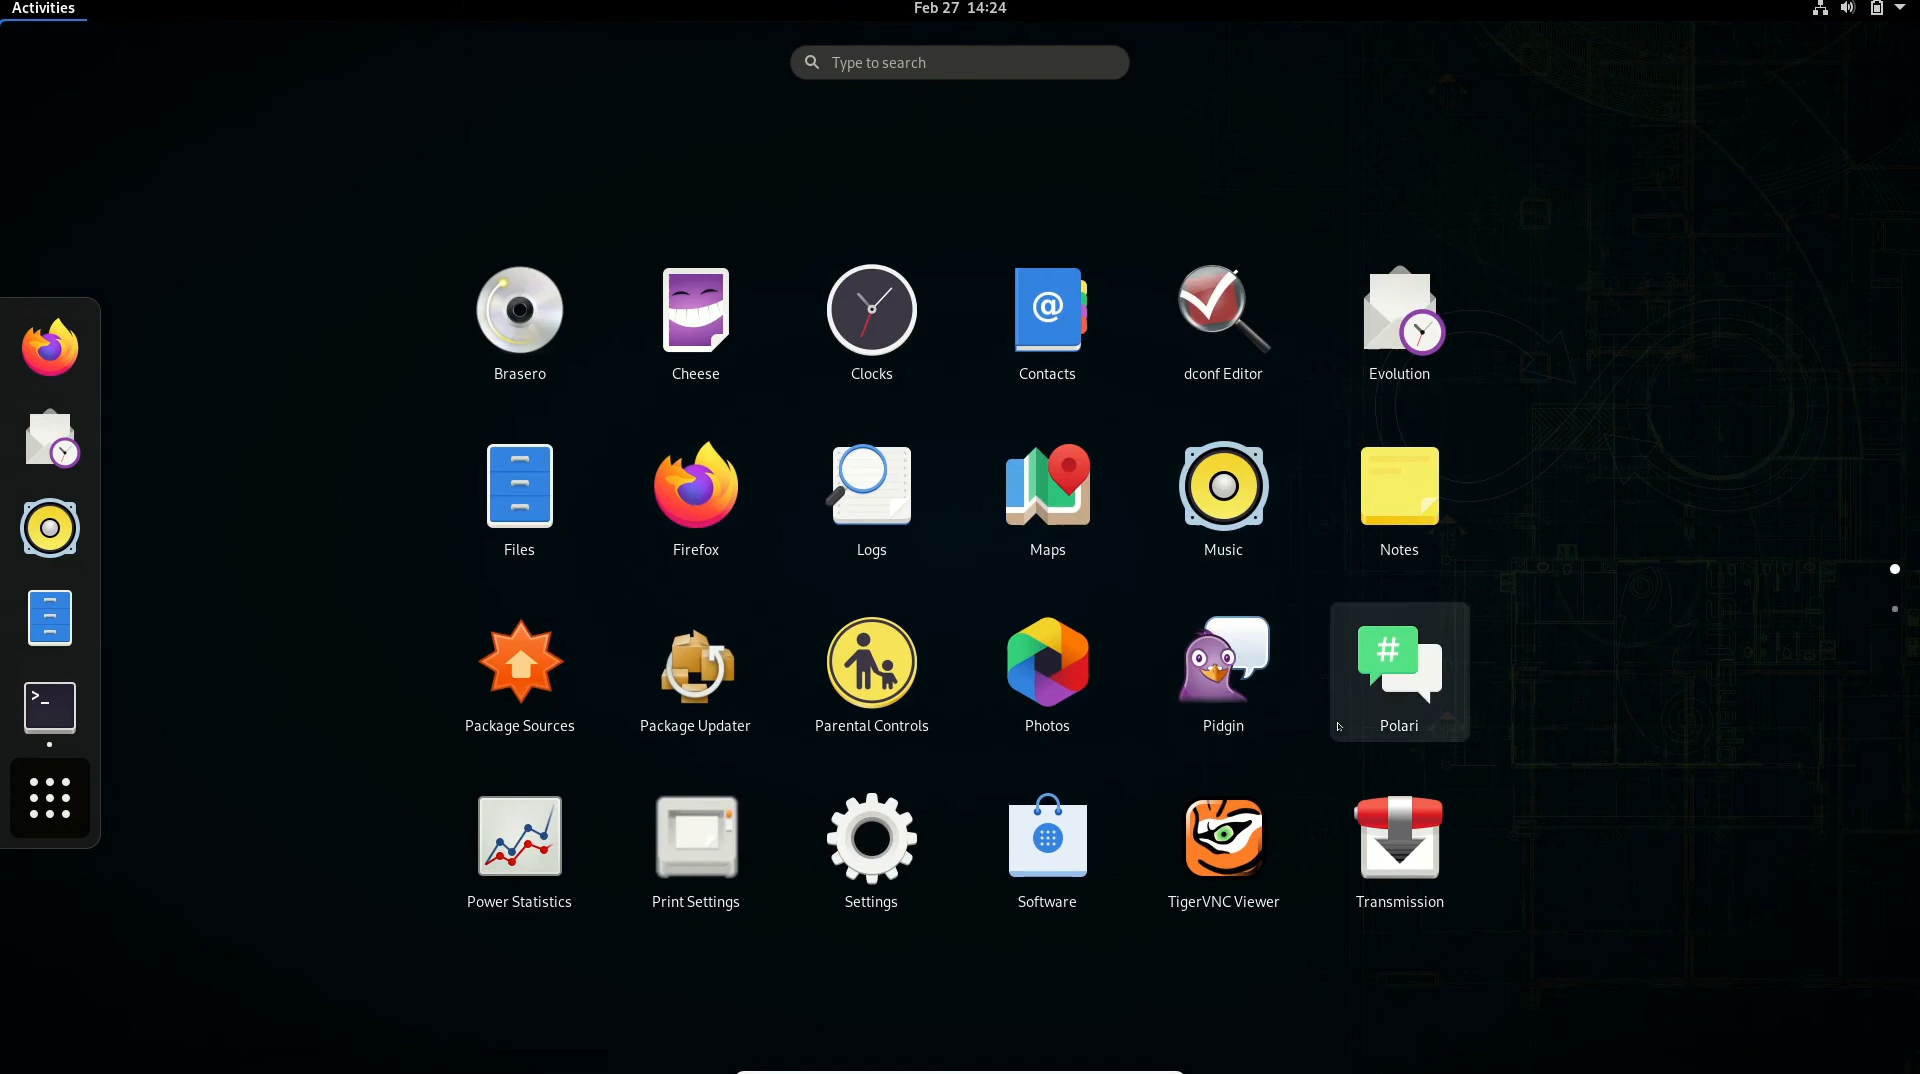 Activities
Feb 27 14:24
Type to search
Brasero
Cheese
Clocks
Contacts
dconf Editor
Evolution
Files
Firefox
Logs
Maps
Music
Notes
Package Sources
Package Updater
Parental Controls
Photos
Pidgin
Polari
Power Statistics
Print Settings
Settings
Software
TigerVNC Viewer
Transmission